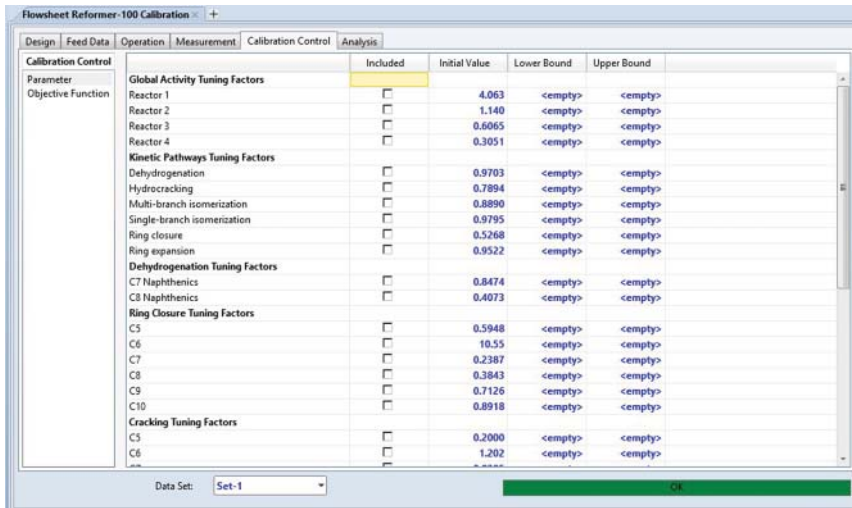 Flowsheet Reformer-100 Calibration × +
Design Feed Data Operation Measurement Calibration Control Analysis
Calibration Control Included Initial Value Lower Bound Upper Bound
Parameter Global Activity Tuning Factors
Objective Function Reactor 1 4.063 <empty> <empty>
Reactor 2 1.140 <empty> <empty>
Reactor 3 0.6065 <empty> <empty>
Reactor 4 0.3051 <empty> <empty>
Kinetic Pathways Tuning Factors
Dehydrogenation 0.9703 <empty> <empty>
Hydrocracking 0.7894 <empty> <empty>
Multi-branch isomerization 0.8890 <empty> <empty>
Single-branch isomerization 0.9795 <empty> <empty>
Ring closure 0.5268 <empty> <empty>
Ring expansion 0.9522 <empty> <empty>
Dehydrogenation Tuning Factors
C7 Naphthenics 0.8474 <empty> <empty>
C8 Naphthenics 0.4073 <empty> <empty>
Ring Closure Tuning Factors
C5 0.5948 <empty> <empty>
C6 10.55 <empty> <empty>
C7 0.2387 <empty> <empty>
C8 0.3843 <empty> <empty>
C9 0.7126 <empty> <empty>
C10 0.8918 <empty> <empty>
Cracking Tuning Factors
C5 0.2000 <empty> <empty>
C6 1.202 <empty> <empty>
Data Set: Set-1 OK